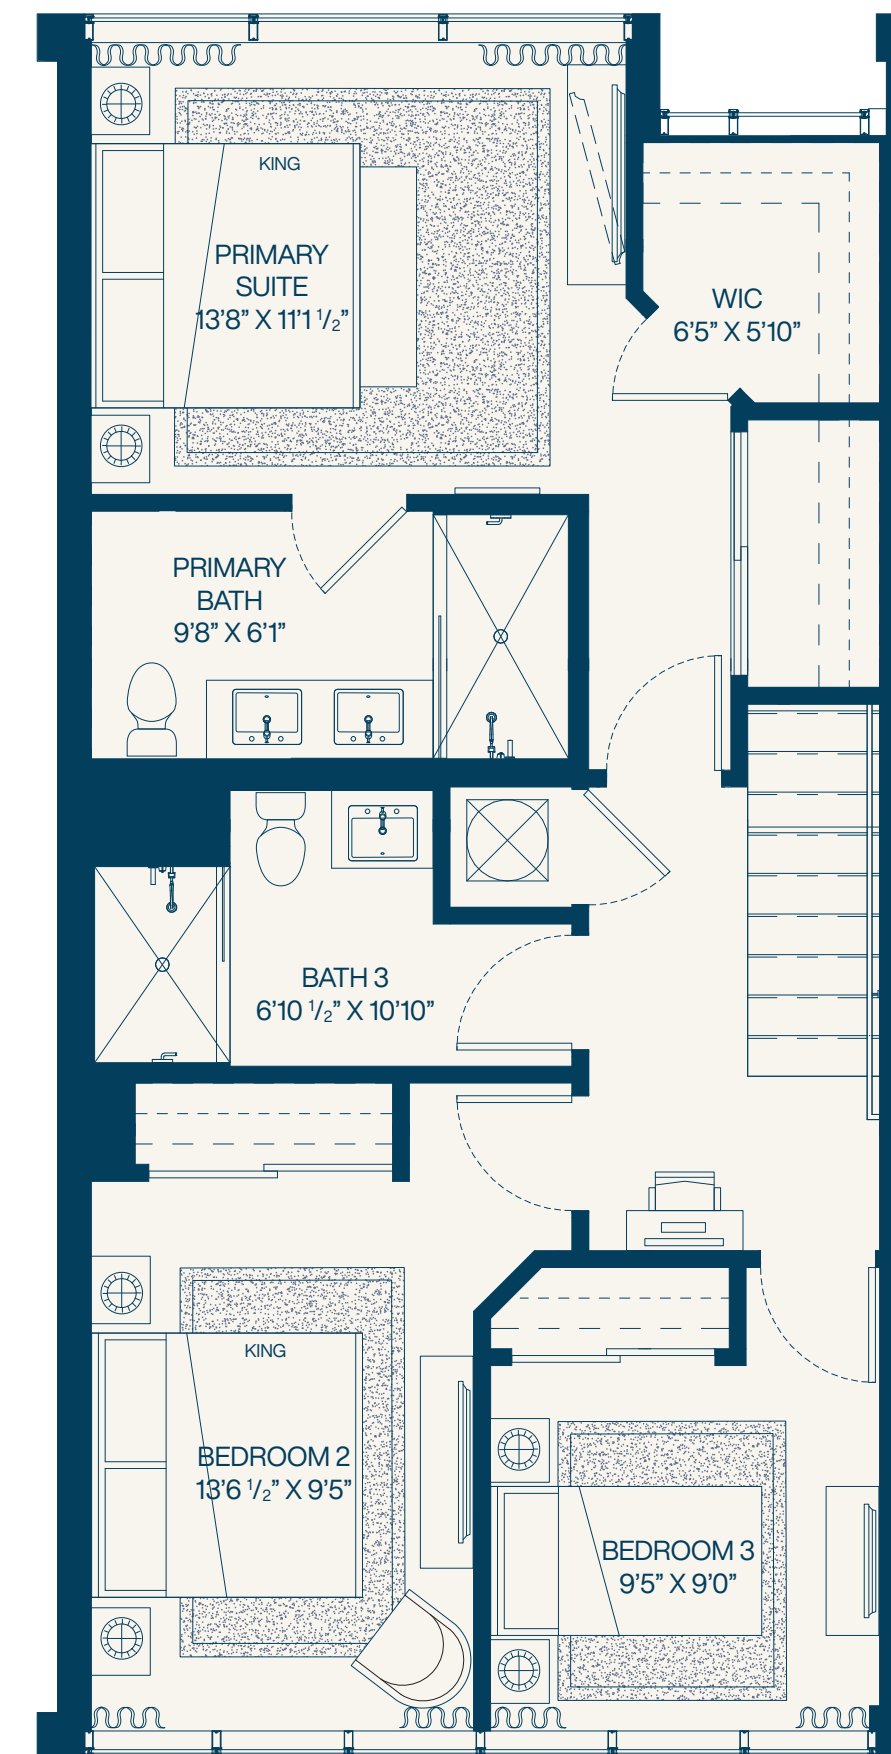 KING
PRIMARY
SUITE
13'8” X 11'1 1/2”
WIC
6'5” X 5'10”
PRIMARY
BATH
9'8” X 6'1”
BATH 3
6'10 1/2” X 10'10”
KING
BEDROOM 2
13'6 1/2” X 9'5”
BEDROOM 3
9'5” X 9'0”